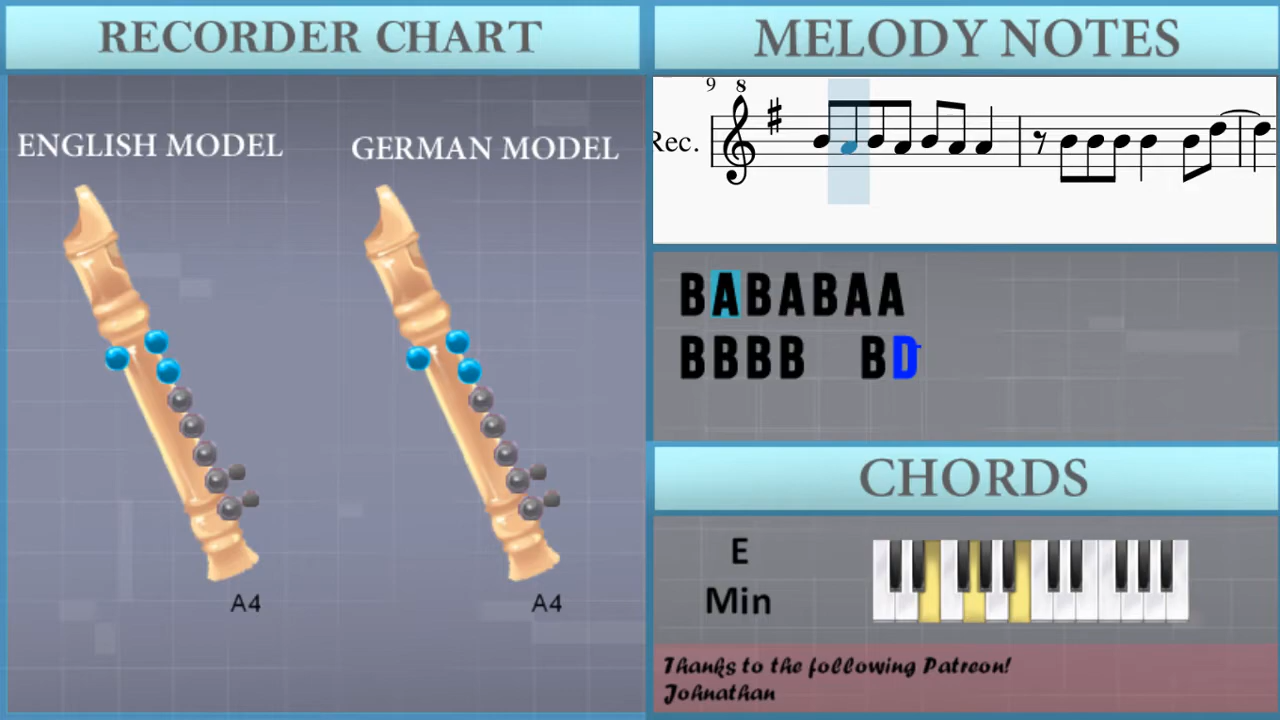 RECORDER CHART
ENGLISH MODEL
GERMAN MODEL
A4
A4
MELODY NOTES
9
8
Rec.
BABABAA
BBBB BD
CHORDS
E
Min
Thanks to the following Patreon!
Johnathan